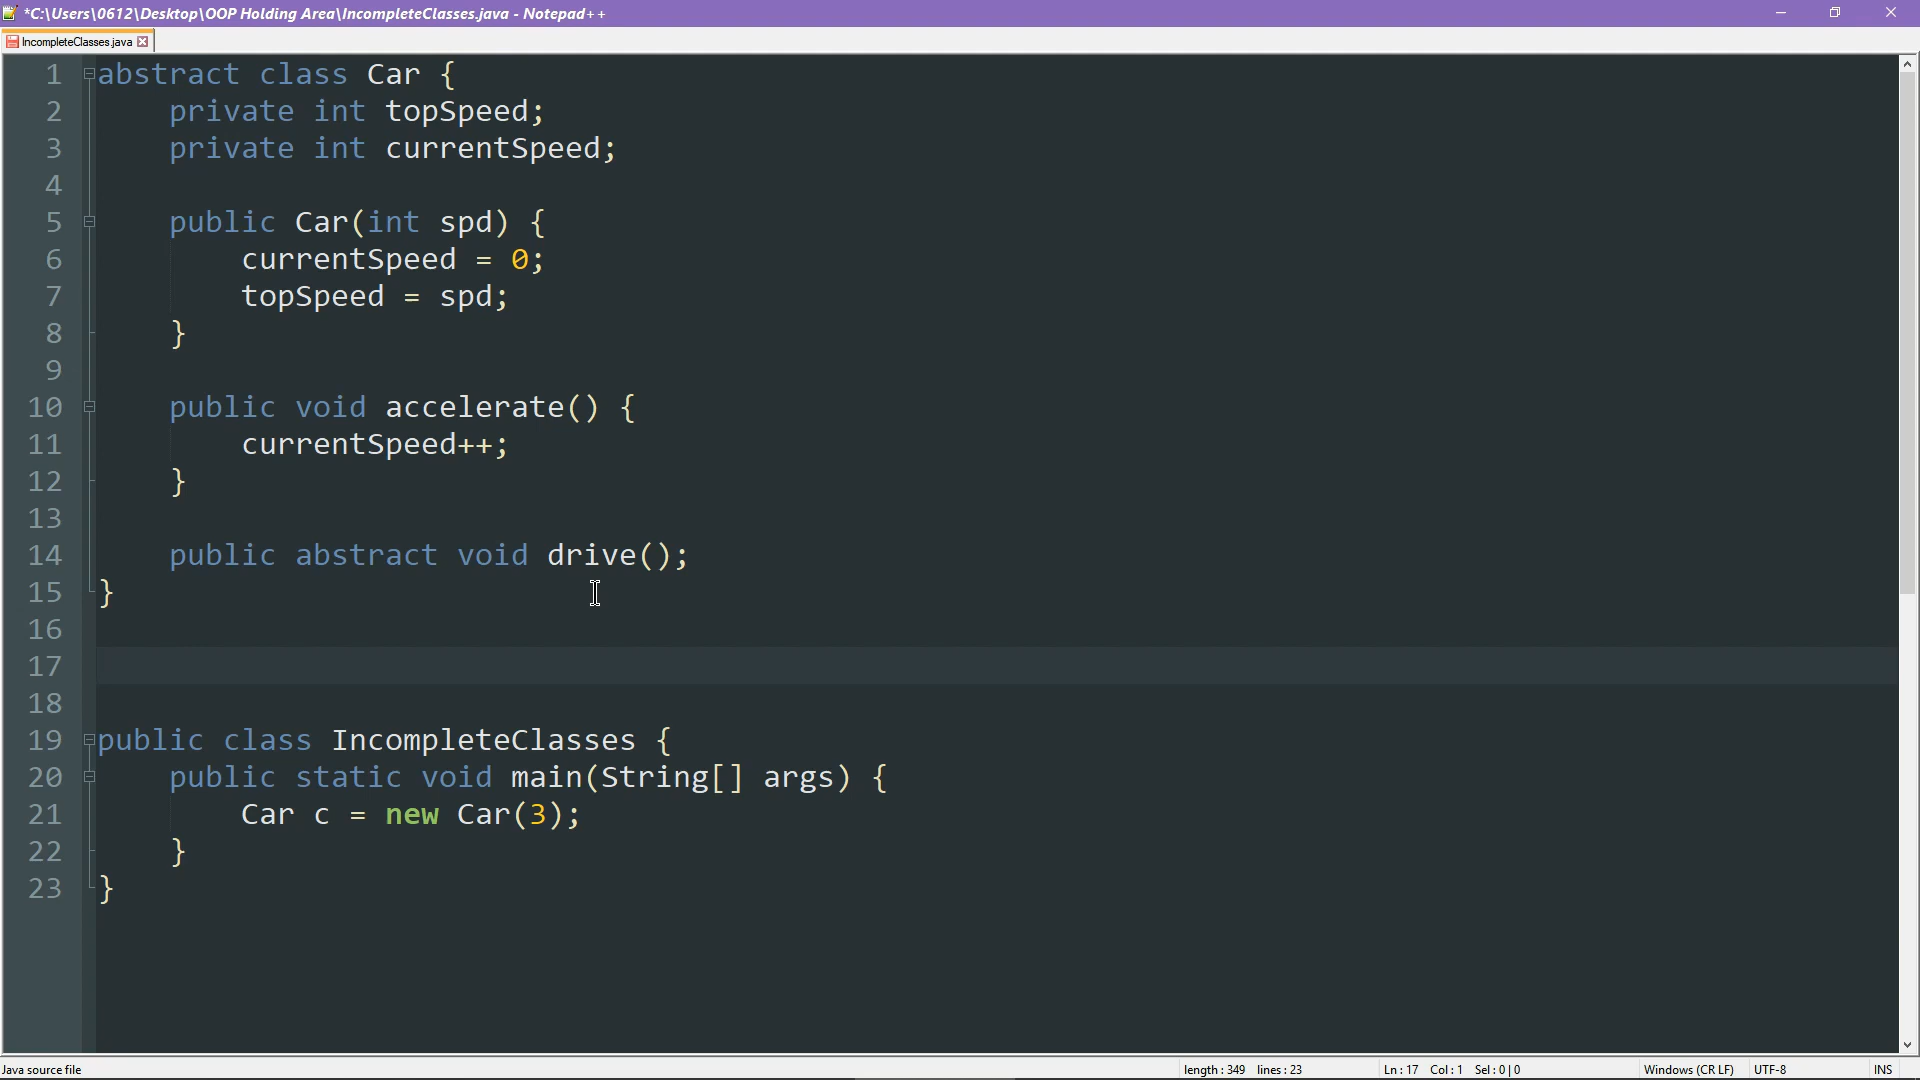 *C:\Users\0612\Desktop\OOP Holding Area\IncompleteClasses.java - Notepad++
IncompleteClasses.java
1 abstract class Car {
2     private int topSpeed;
3     private int currentSpeed;
4
5     public Car(int spd) {
6         currentSpeed = 0;
7         topSpeed = spd;
8     }
9
10     public void accelerate() {
11         currentSpeed++;
12     }
13
14     public abstract void drive();
15 }
16
17
18
19 public class IncompleteClasses {
20     public static void main(String[] args) {
21         Car c = new Car(3);
22     }
23 }
Java source file length : 349 lines : 23 Ln : 17 Col : 1 Sel : 0 | 0 Windows (CR LF) UTF-8 INS